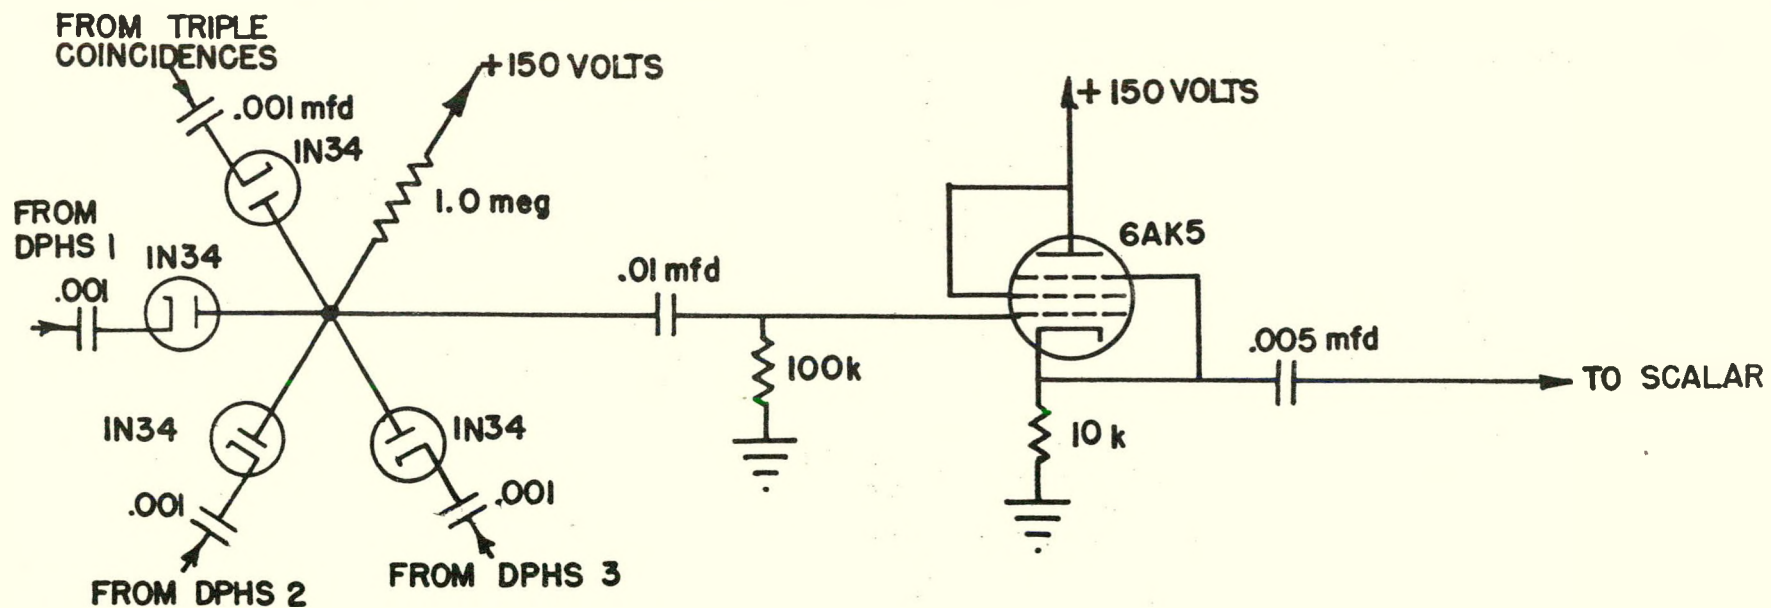 FROM TRIPLE
COINCIDENCES
.001 mfd
IN34
+150 VOLTS
1.0 meg
FROM
DPHS 1
.001
IN34
IN34
.001
FROM DPHS 2
IN34
.001
FROM DPHS 3
.01 mfd
100k
+150 VOLTS
6AK5
10k
.005 mfd
TO SCALAR